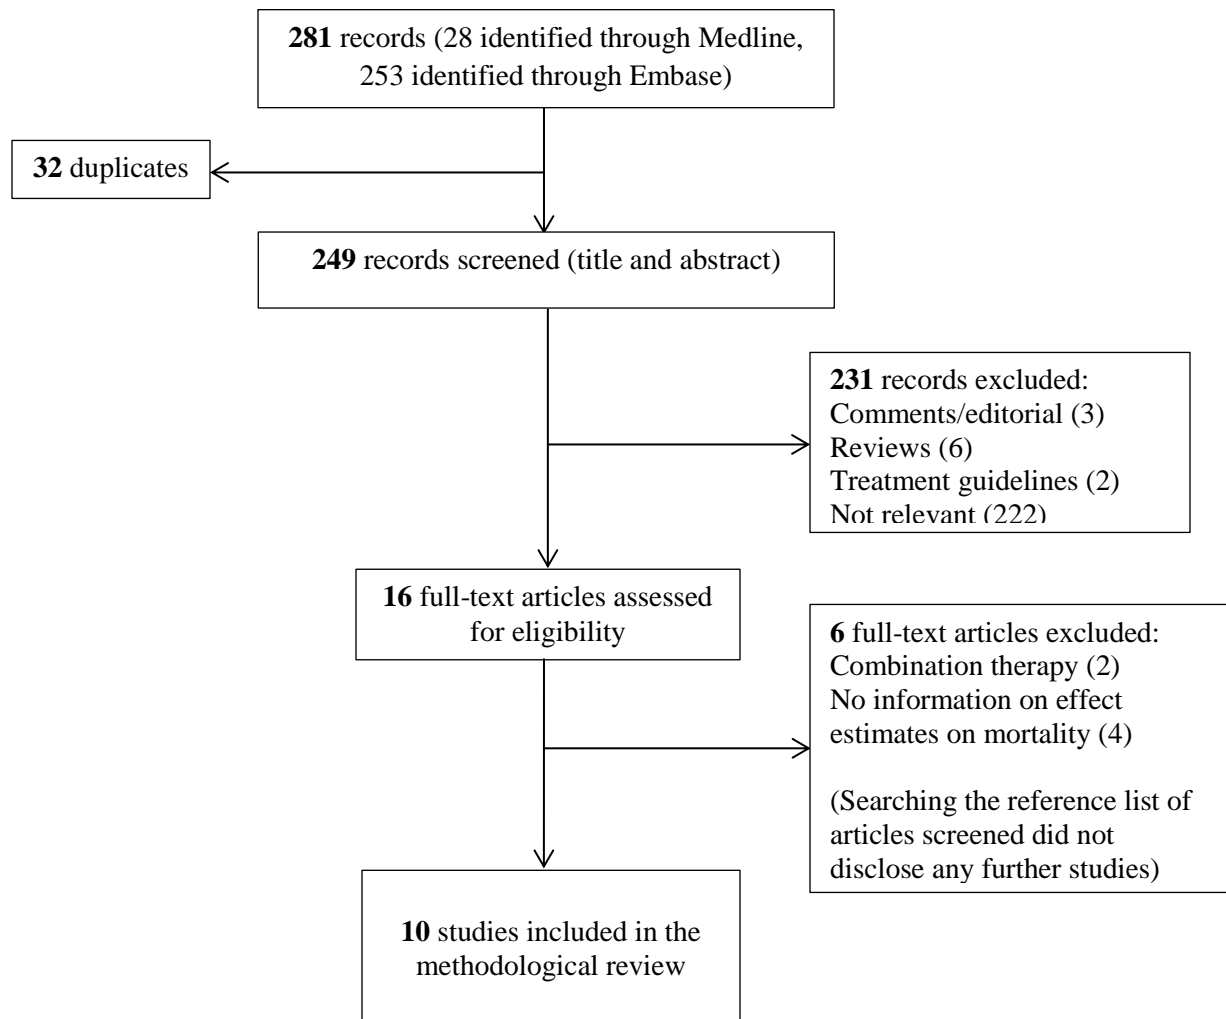 281 records (28 identified through Medline,
253 identified through Embase)
32 duplicates
249 records screened (title and abstract)
231 records excluded:
Comments/editorial (3)
Reviews (6)
Treatment guidelines (2)
Not relevant (222)
16 full-text articles assessed
for eligibility
6 full-text articles excluded:
Combination therapy (2)
No information on effect
estimates on mortality (4)
(Searching the reference list of
articles screened did not
disclose any further studies)
10 studies included in the
methodological review